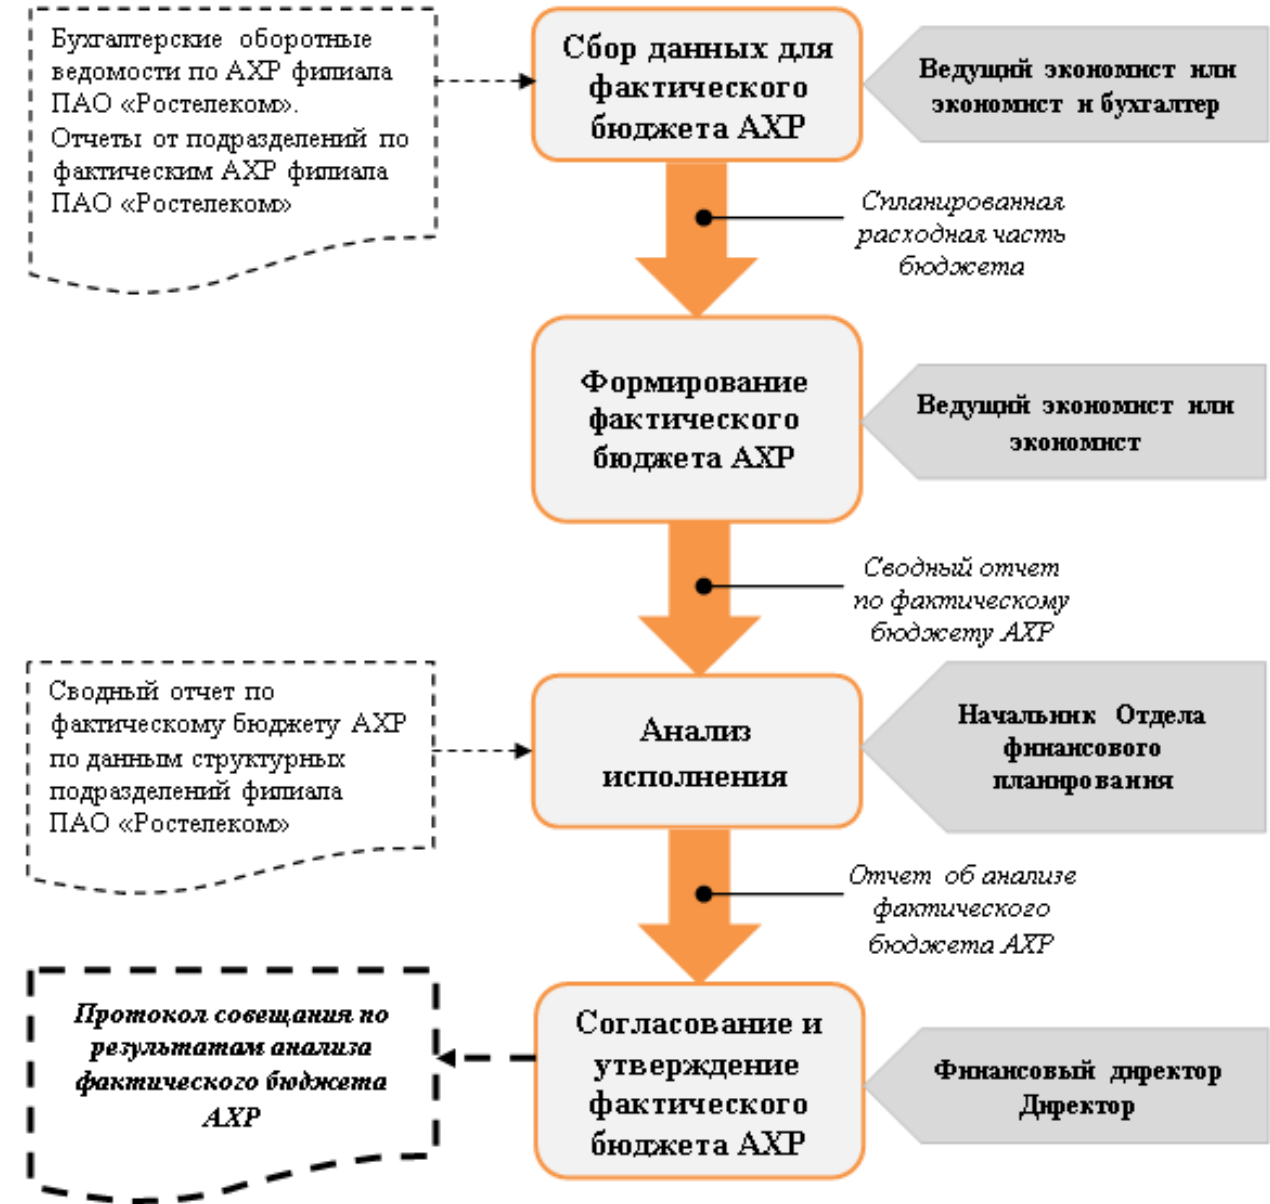 Бухгалтерские оборотные
ведомости по АХР филиала
ПАО «Ростелеком».
Отчеты от подразделений по
фактическим АХР филиала
ПАО «Ростелеком»
Сбор данных для
фактического
бюджета АХР
Ведущий экономист или
экономист и бухгалтер
Спланированная
расходная часть
бюджета
Формирование
фактического
бюджета АХР
Ведущий экономист или
экономист
Сводный отчет
по фактическому
бюджету АХР
Сводный отчет по
фактическому бюджету АХР
по данным структурных
подразделений филиала
ПАО «Ростелеком»
Анализ
исполнения
Начальник Отдела
финансового
планирования
Отчет об анализе
фактического
бюджета АХР
Протокол совещания по
результатам анализа
фактического бюджета
АХР
Согласование и
утверждение
фактического
бюджета АХР
Финансовый директор
Директор